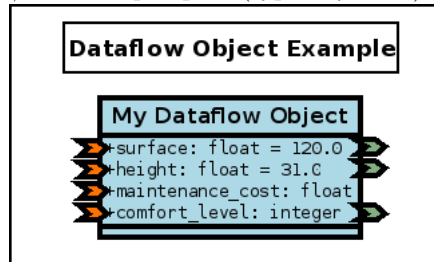 Dataflow Object Example
My Dataflow Object
+surface: float = 120.0
+height: float = 31.0
+maintenance_cost: float
+comfort_level: integer